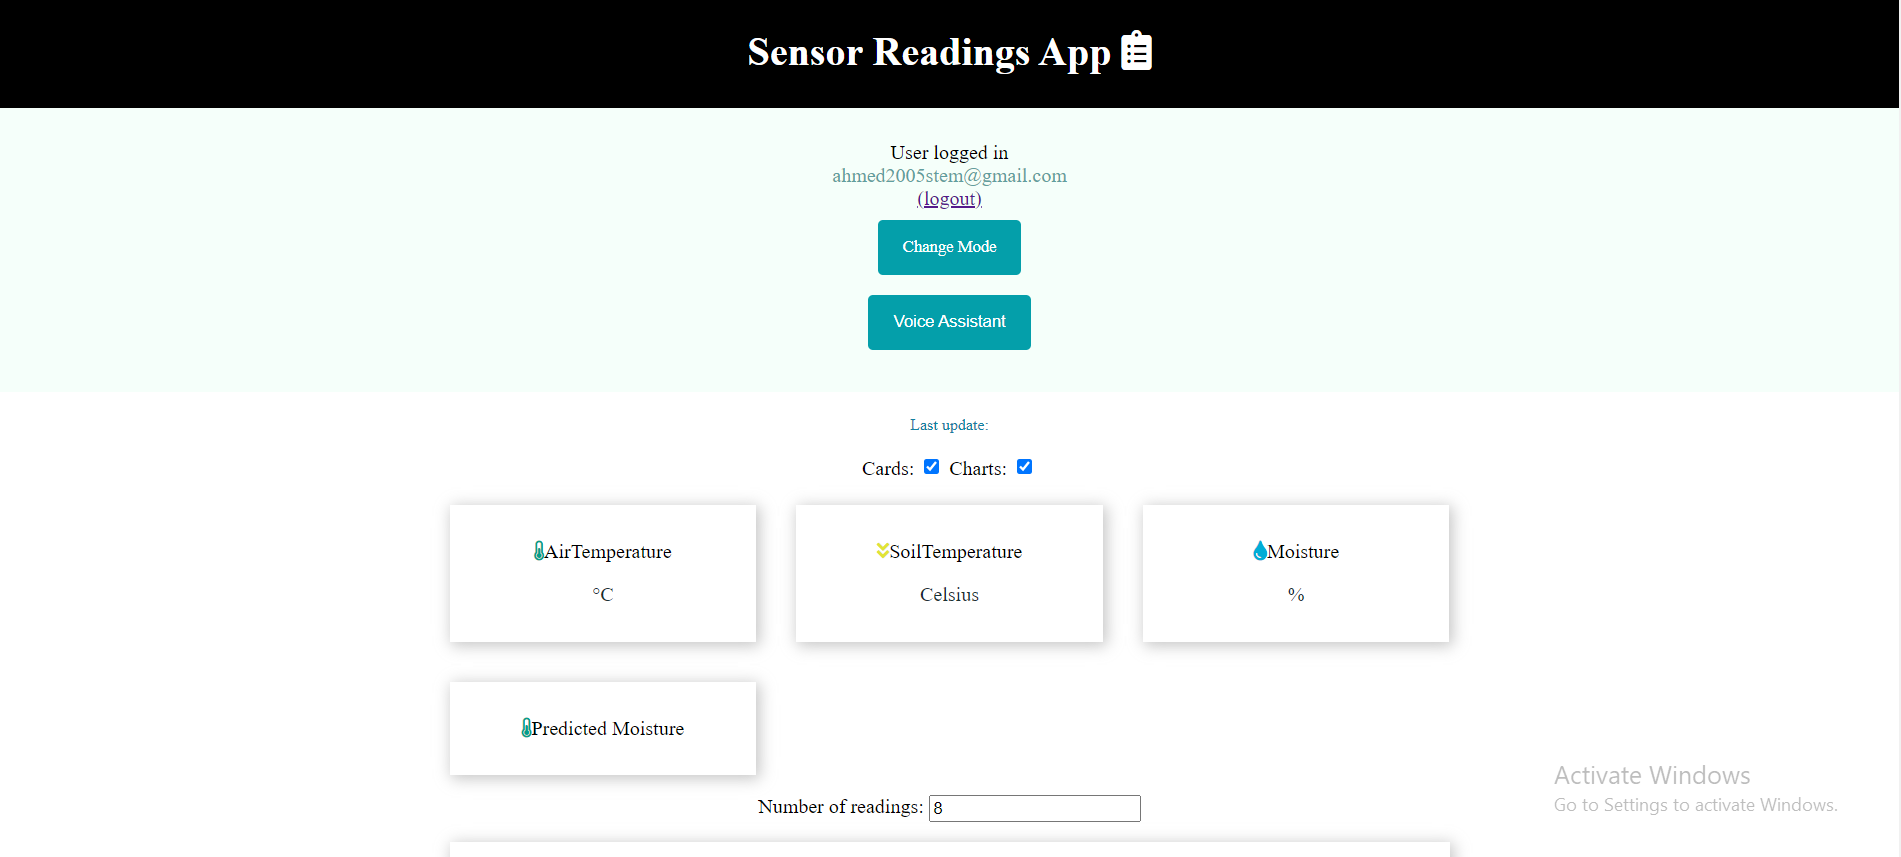 Sensor Readings App
User logged in
ahmed2005stem@gmail.com
(logout)
Change Mode
Voice Assistant
Last update:
Cards: Charts:
AirTemperature
°C
SoilTemperature
Celsius
Moisture
%
Predicted Moisture
Number of readings: 8
Activate Windows
Go to Settings to activate Windows.